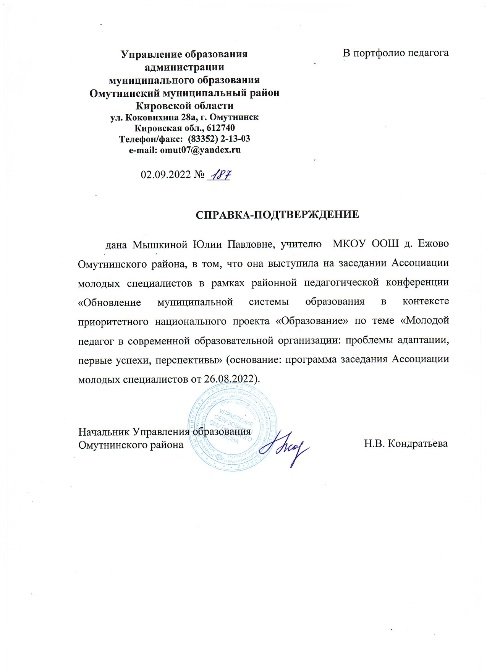 Управление образования
администрации
муниципального образования
Омутнинский муниципальный район
Кировской области
ул. Коковихина 28а, г. Омутнинск
Кировская обл., 612740
Телефон/факс: (83352) 2-13-03
e-mail: omut07@yandex.ru
02.09.2022 № 187
В портфолио педагога
СПРАВКА-ПОДТВЕРЖДЕНИЕ
дана Мышкиной Юлии Павловне, учителю МКОУ ООШ д. Ежово
Омутнинского района, в том, что она выступила на заседании Ассоциации
молодых специалистов в рамках районной педагогической конференции
«Обновление муниципальной системы образования в контексте
приоритетного национального проекта «Образование» по теме «Молодой
педагог в современной образовательной организации: проблемы адаптации,
первые успехи, перспективы» (основание: программа заседания Ассоциации
молодых специалистов от 26.08.2022).
Начальник Управления образования
Омутнинского района
Н.В. Кондратьева